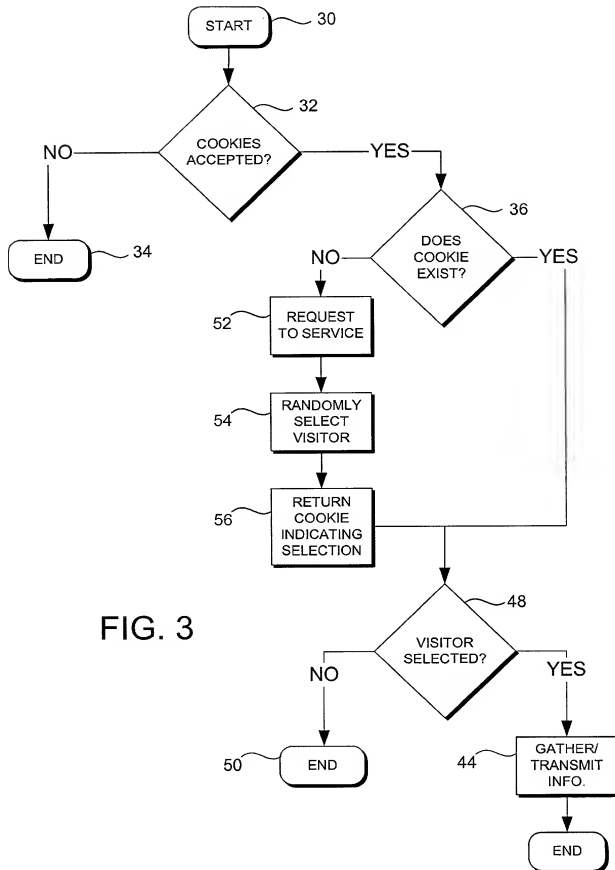 START
30
32
COOKIES
ACCEPTED?
NO
YES
END
34
36
DOES
COOKIE
EXIST?
NO
YES
52
REQUEST
TO SERVICE
54
RANDOMLY
SELECT
VISITOR
56
RETURN
COOKIE
INDICATING
SELECTION
FIG. 3
48
VISITOR
SELECTED?
NO
YES
50
END
44
GATHER/
TRANSMIT
INFO.
END